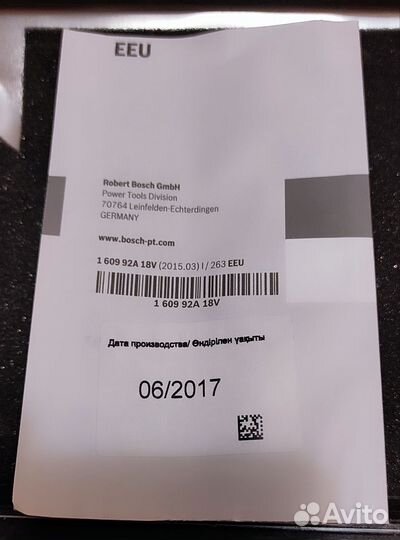 EEU
Robert Bosch GmbH
Power Tools Division
70764 Leinfelden-Echterdingen
GERMANY
www.bosch-pt.com
1 609 92A 18V (2015.03) I / 263 EEU
1 609 92A 18V
Дата производства/ Өндірілген уақыты
06/2017
Avito